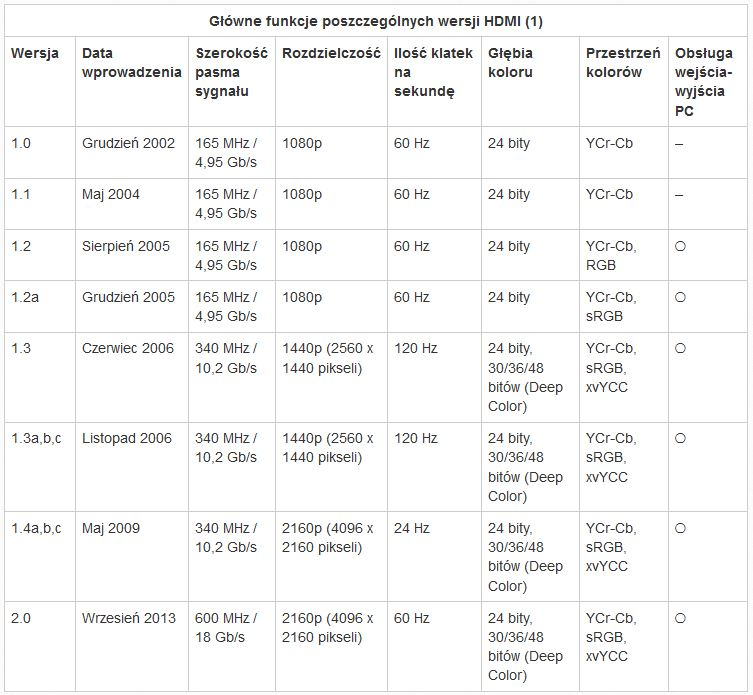 Główne funkcje poszczególnych wersji HDMI (1)
Wersja Data wprowadzenia Szerokość pasma sygnału Rozdzielczość Ilość klatek na sekundę Głębia koloru Przestrzeń kolorów Obsługa wejścia-wyjścia PC
1.0 Grudzień 2002 165 MHz / 4,95 Gb/s 1080p 60 Hz 24 bity YCr-Cb –
1.1 Maj 2004 165 MHz / 4,95 Gb/s 1080p 60 Hz 24 bity YCr-Cb –
1.2 Sierpień 2005 165 MHz / 4,95 Gb/s 1080p 60 Hz 24 bity YCr-Cb, RGB ○
1.2a Grudzień 2005 165 MHz / 4,95 Gb/s 1080p 60 Hz 24 bity YCr-Cb, sRGB ○
1.3 Czerwiec 2006 340 MHz / 10,2 Gb/s 1440p (2560 x 1440 pikseli) 120 Hz 24 bity, 30/36/48 bitów (Deep Color) YCr-Cb, sRGB, xvYCC ○
1.3a,b,c Listopad 2006 340 MHz / 10,2 Gb/s 1440p (2560 x 1440 pikseli) 120 Hz 24 bity, 30/36/48 bitów (Deep Color) YCr-Cb, sRGB, xvYCC ○
1.4a,b,c Maj 2009 340 MHz / 10,2 Gb/s 2160p (4096 x 2160 pikseli) 24 Hz 24 bity, 30/36/48 bitów (Deep Color) YCr-Cb, sRGB, xvYCC ○
2.0 Wrzesień 2013 600 MHz / 18 Gb/s 2160p (4096 x 2160 pikseli) 60 Hz 24 bity, 30/36/48 bitów (Deep Color) YCr-Cb, sRGB, xvYCC ○